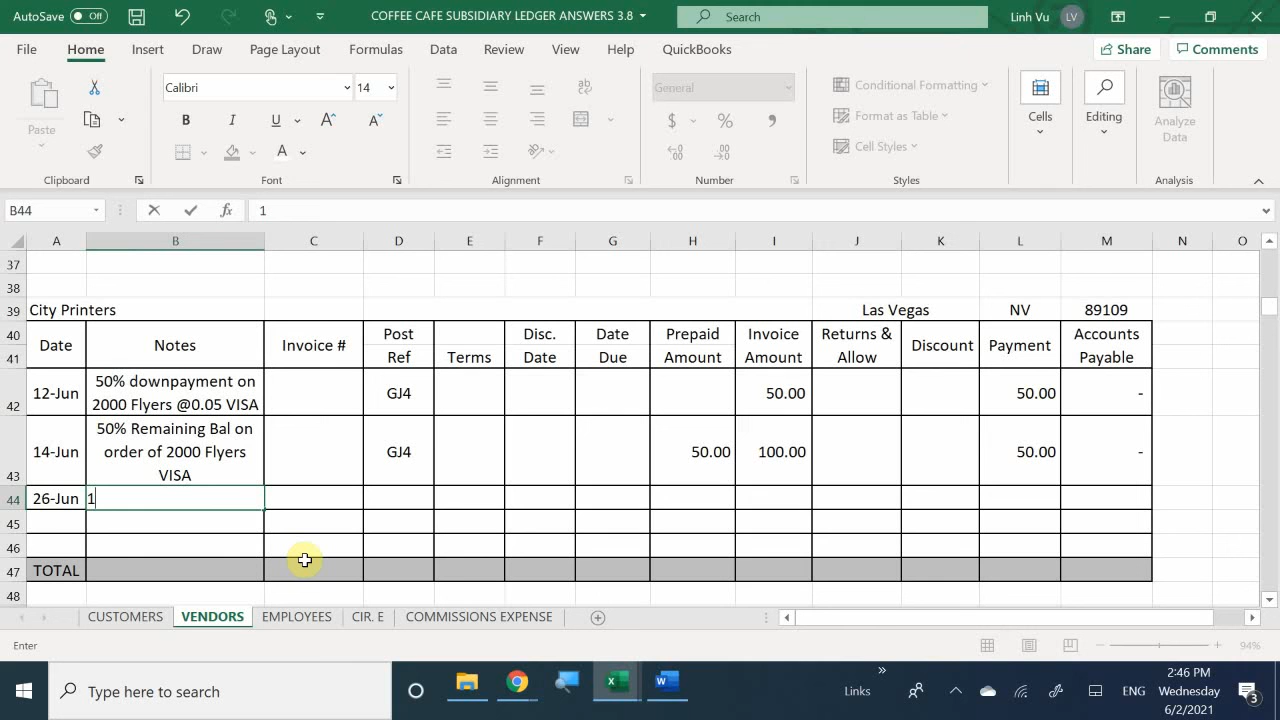 AutoSave Off COFFEE CAFE SUBSIDIARY LEDGER ANSWERS 3.8 Search Linh Vu LV
File Home Insert Draw Page Layout Formulas Data Review View Help QuickBooks Share Comments
Calibri 14 General Conditional Formatting
Paste B I U A A $ % Format as Table Cells Editing Analyze Data
A Cell Styles
Clipboard Font Alignment Number Styles Analysis
B44 fx 1
A B C D E F G H I J K L M N O
37
38
39 City Printers Las Vegas NV 89109
40 Post Disc. Date Prepaid Invoice Returns & Accounts
Date Notes Invoice # Discount Payment
41 Ref Terms Date Due Amount Amount Allow Payable
50% downpayment on
12-Jun GJ4 50.00 50.00 -
42 2000 Flyers @0.05 VISA
50% Remaining Bal on
14-Jun order of 2000 Flyers GJ4 50.00 100.00 50.00 -
43 VISA
44 26-Jun 1
45
46
47 TOTAL
48
CUSTOMERS VENDORS EMPLOYEES CIR. E COMMISSIONS EXPENSE
Enter 94%
Type here to search W Links ENG 2:46 PM
Wednesday
6/2/2021 3